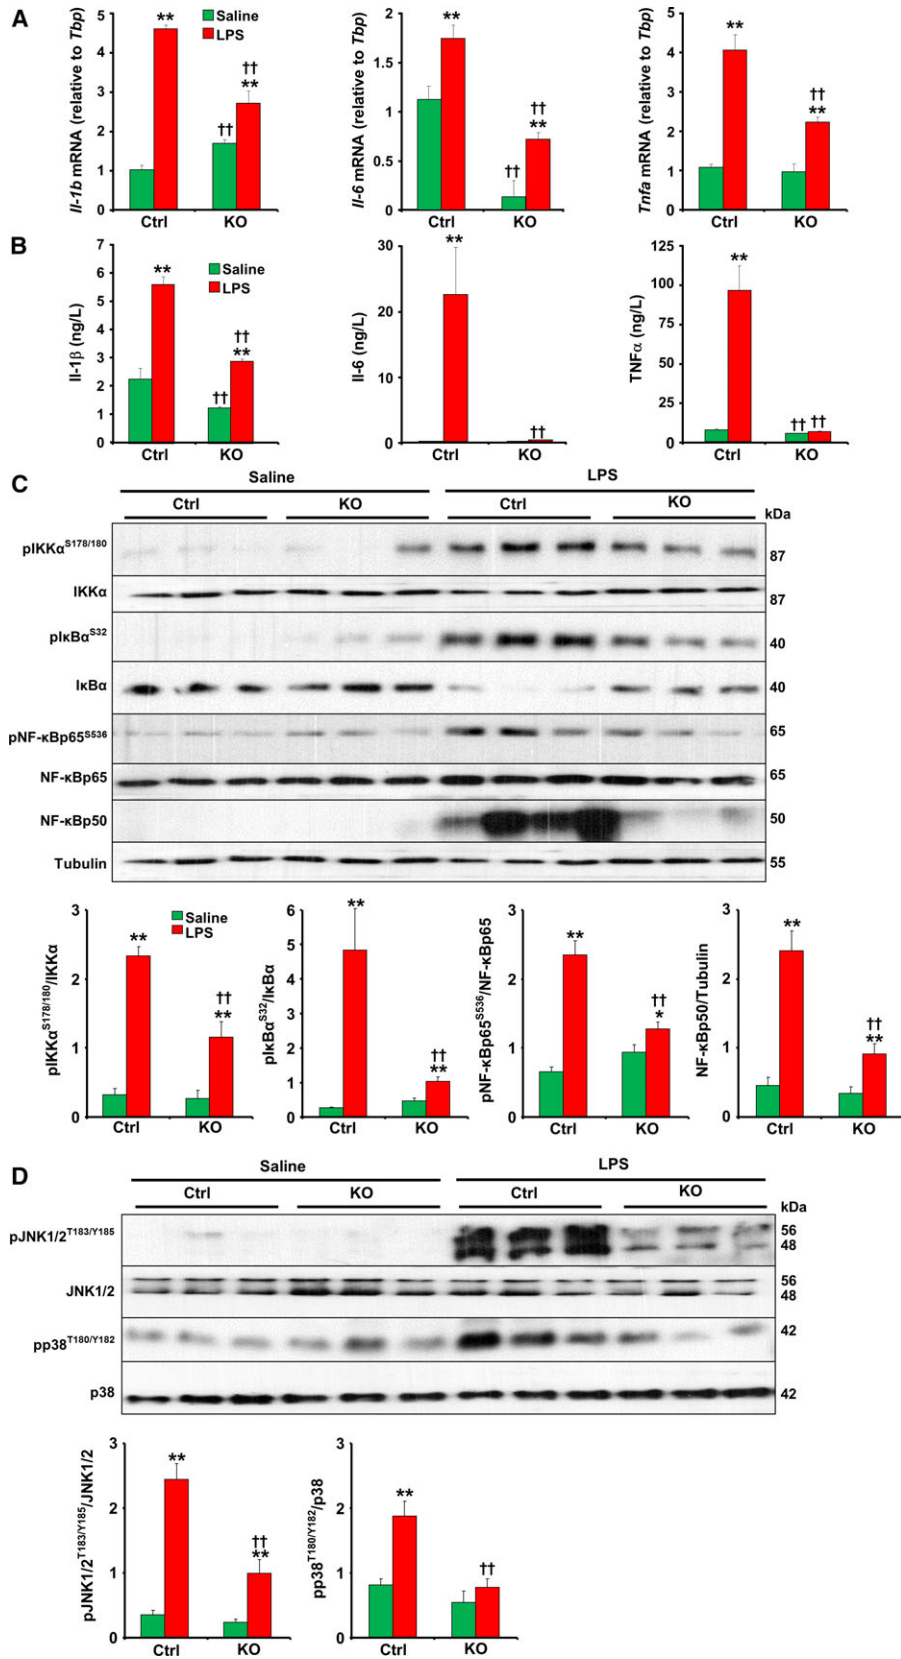 A
Il-1b mRNA (relative to Tbp)
5
4
3
2
1
0
**
††
††
**
Saline
LPS
Ctrl KO
Il-6 mRNA (relative to Tbp)
2
1.5
1
0.5
0
**
††
††
**
Ctrl KO
Tnfa mRNA (relative to Tbp)
5
4
3
2
1
0
**
††
**
Ctrl KO
B
Il-1β (ng/L)
7
6
5
4
3
2
1
0
**
††
††
**
Saline
LPS
Ctrl KO
Il-6 (ng/L)
30
20
10
0
**
††
Ctrl KO
TNFα (ng/L)
125
100
75
50
25
0
**
†† ††
Ctrl KO
C
Saline LPS
Ctrl KO Ctrl KO
kDa
pIKKα^S178/180 87
IKKα 87
pIκBα^S32 40
IκBα 40
pNF-κBp65^S536 65
NF-κBp65 65
NF-κBp50 50
Tubulin 55
pIKKα^S178/180/IKKα
3
2
1
0
**
††
**
Saline
LPS
Ctrl KO
pIκBα^S32/IκBα
6
5
4
3
2
1
0
**
††
**
Ctrl KO
pNF-κBp65^S536/NF-κBp65
3
2
1
0
**
††
*
Ctrl KO
NF-κBp50/Tubulin
3
2
1
0
**
††
**
Ctrl KO
D
Saline LPS
Ctrl KO Ctrl KO
kDa
pJNK1/2^T183/Y185 56
48
JNK1/2 56
48
pp38^T180/Y182 42
p38 42
pJNK1/2^T183/Y185/JNK1/2
3
2
1
0
**
††
**
Ctrl KO
pp38^T180/Y182/p38
3
2
1
0
**
††
Ctrl KO